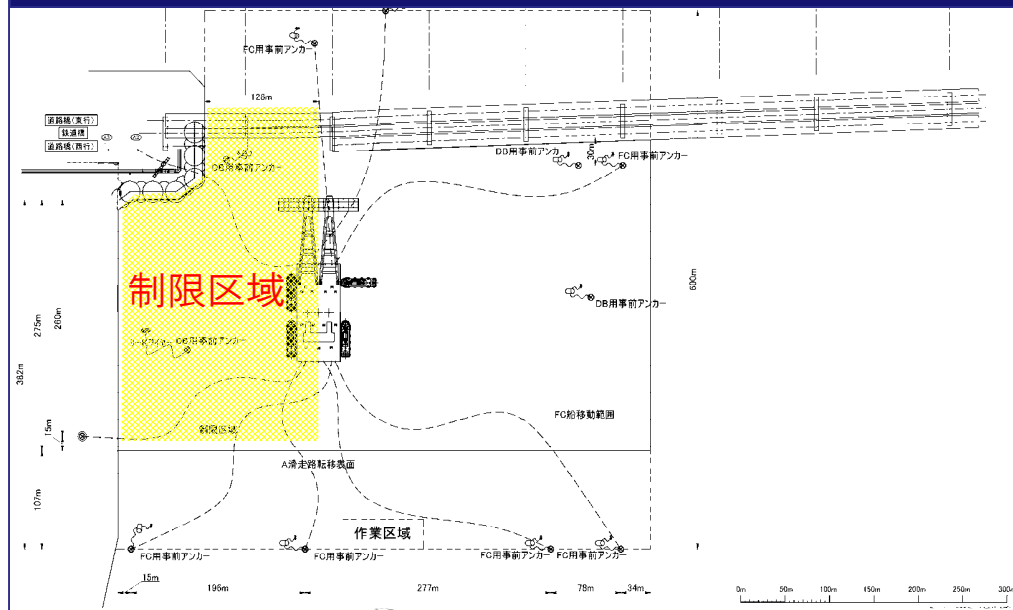 FC用事前アンカー
126m
道路橋(東行)
鉄道橋
道路橋(西行)
DB用事前アンカー
DB用事前アンカ
FC用事前アンカー
30m
制限区域
600m
DB用事前アンカー
275m
260m
382m
DB用事前アンカー
FC船移動範囲
制限区域
15m
A滑走路転移表面
107m
作業区域
FC用事前アンカー
FC用事前アンカー
FC用事前アンカー
FC用事前アンカー
15m
196m
277m
78m
34m
0m
50m
100m
150m
200m
250m
300m